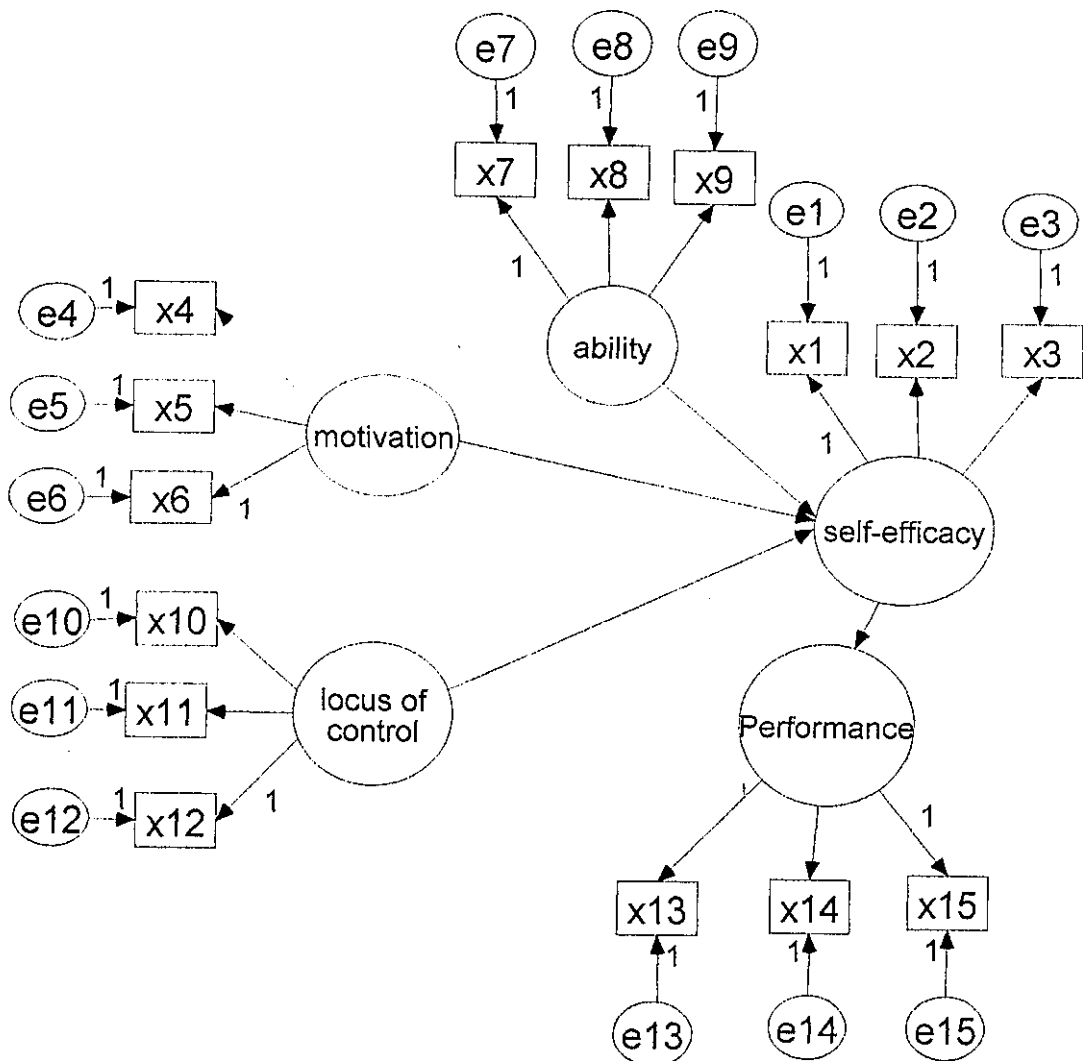 e7 e8 e9
1 1 1
x7 x8 x9
e1 e2 e3
1 1 1
1
x1 x2 x3
ability
1
e4 1 x4
e5 1 x5
e6 1 x6
1
motivation
self-efficacy
e10 1 x10
e11 1 x11
e12 1 x12
1
locus of
control
Performance
1
x13 x14 x15
1 1 1
e13 e14 e15